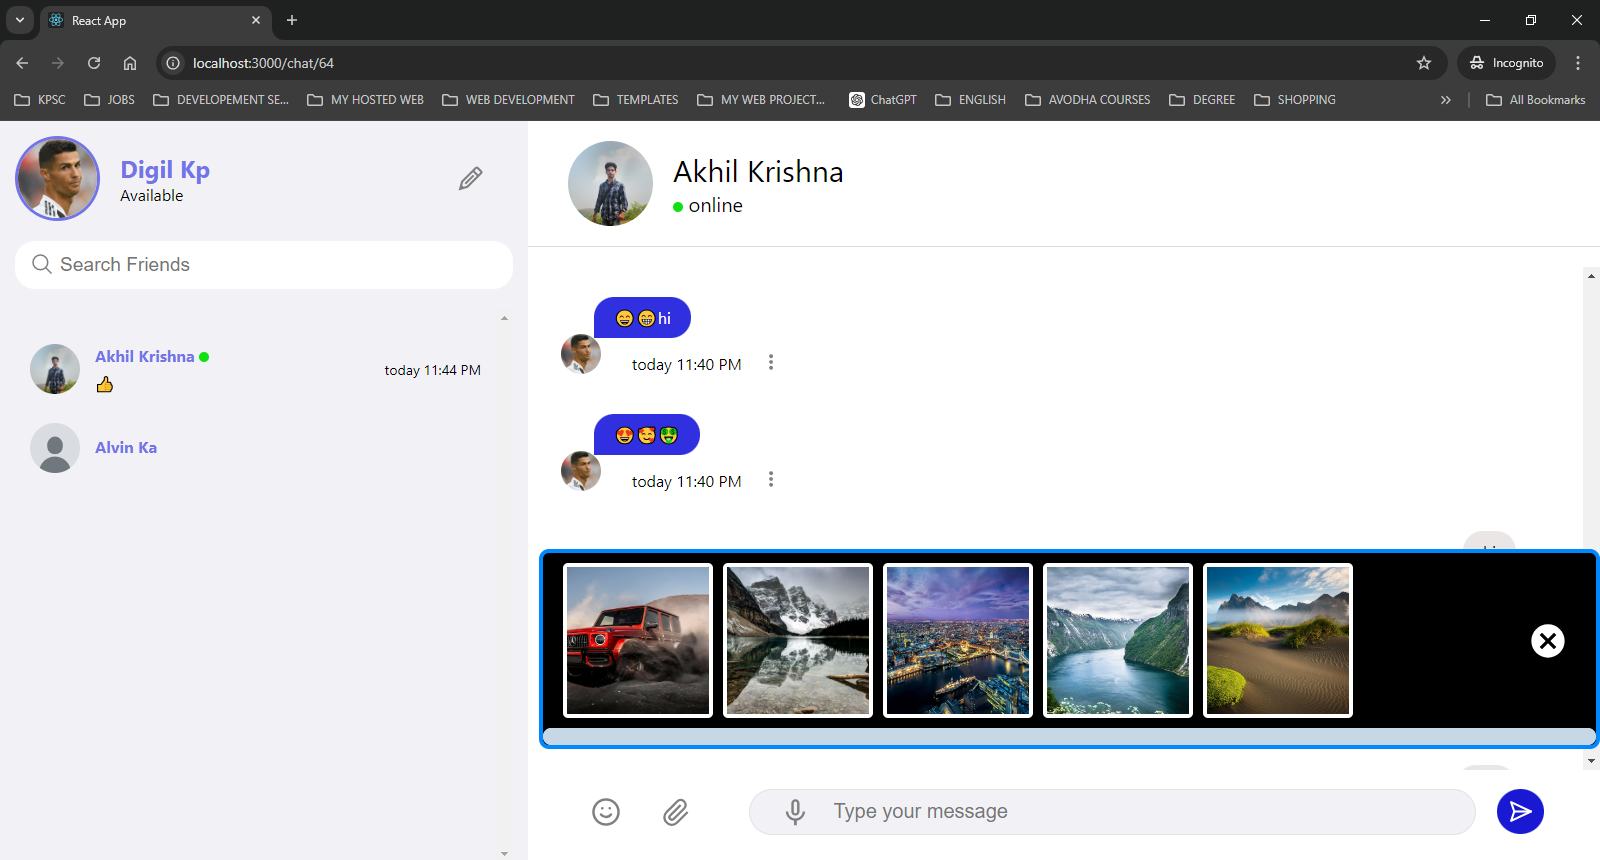 React App
localhost:3000/chat/64
Incognito
KPSC JOBS DEVELOPEMENT SE... MY HOSTED WEB WEB DEVELOPMENT TEMPLATES MY WEB PROJECT... ChatGPT ENGLISH AVODHA COURSES DEGREE SHOPPING All Bookmarks
Digil Kp
Available
Search Friends
Akhil Krishna
👍
today 11:44 PM
Alvin Ka
Akhil Krishna
online
😄😁hi
today 11:40 PM
😍🥰🤑
today 11:40 PM
Type your message